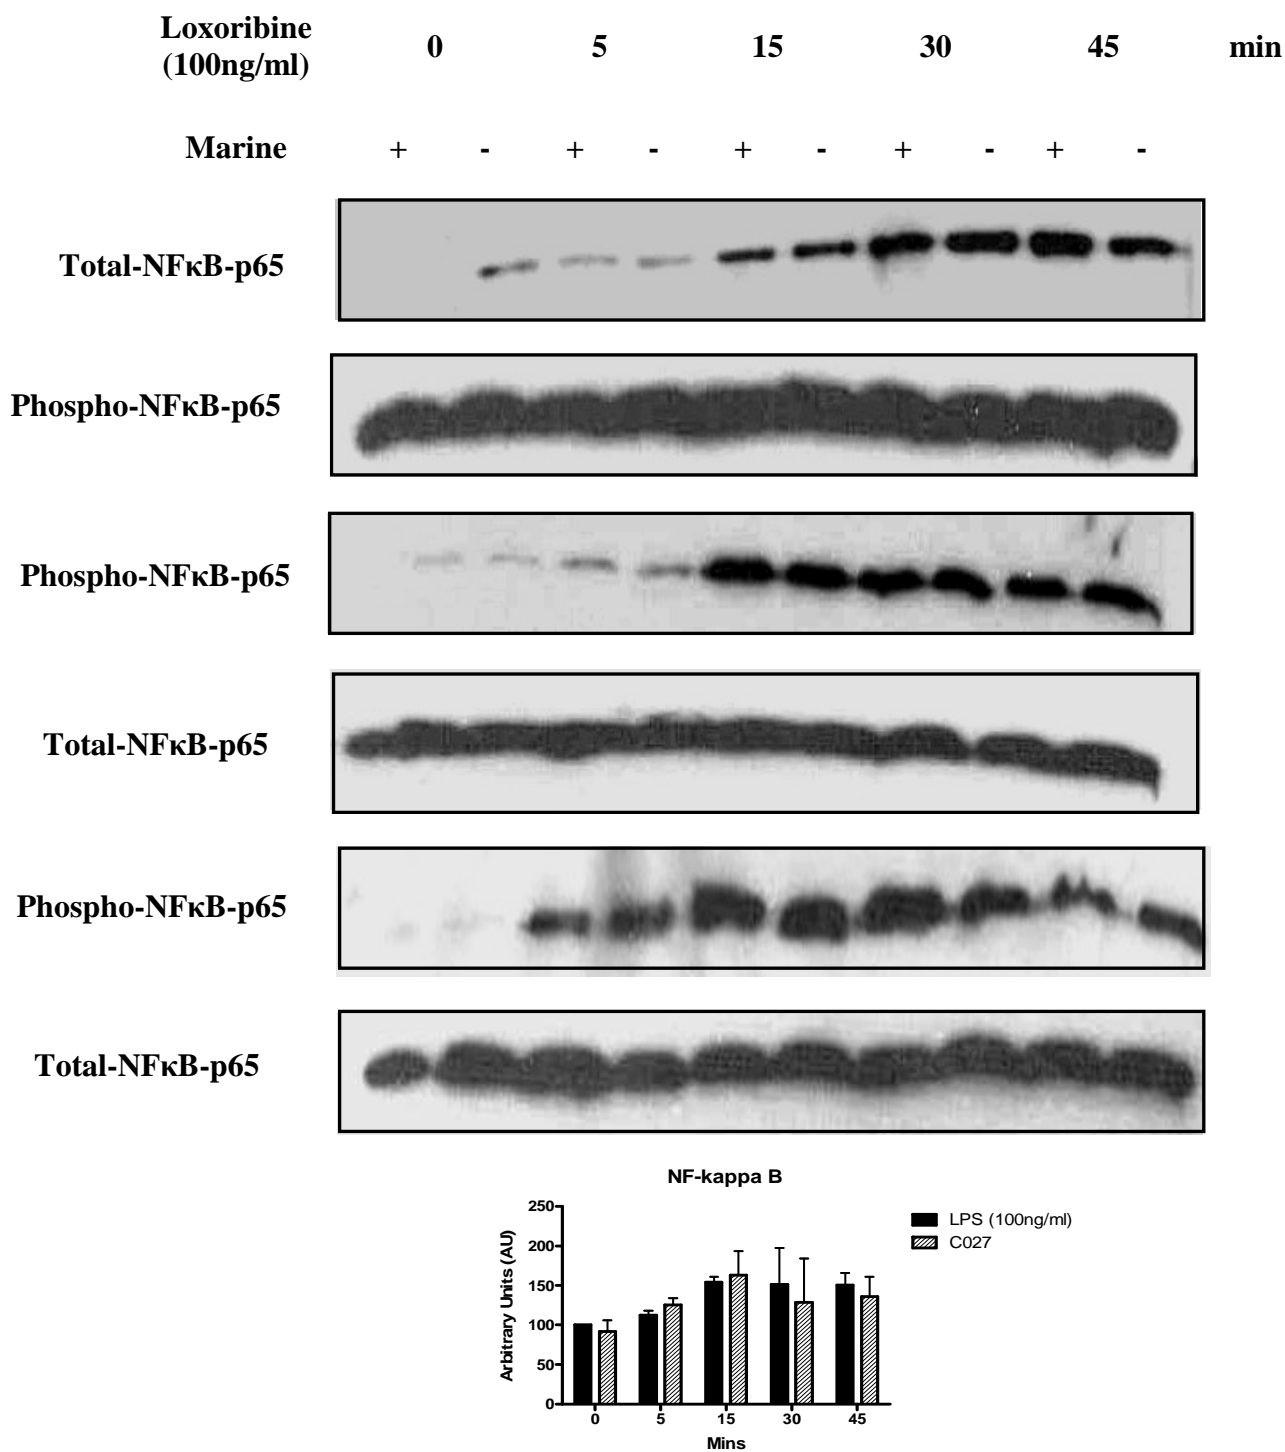 Loxoribine
(100ng/ml)
0 5 15 30 45 min
Marine + - + - + - + - + -
Total-NFκB-p65
Phospho-NFκB-p65
Phospho-NFκB-p65
Total-NFκB-p65
Phospho-NFκB-p65
Total-NFκB-p65
NF-kappa B
250
200
150
100
50
0
Arbitrary Units (AU)
LPS (100ng/ml)
C027
0 5 15 30 45
Mins